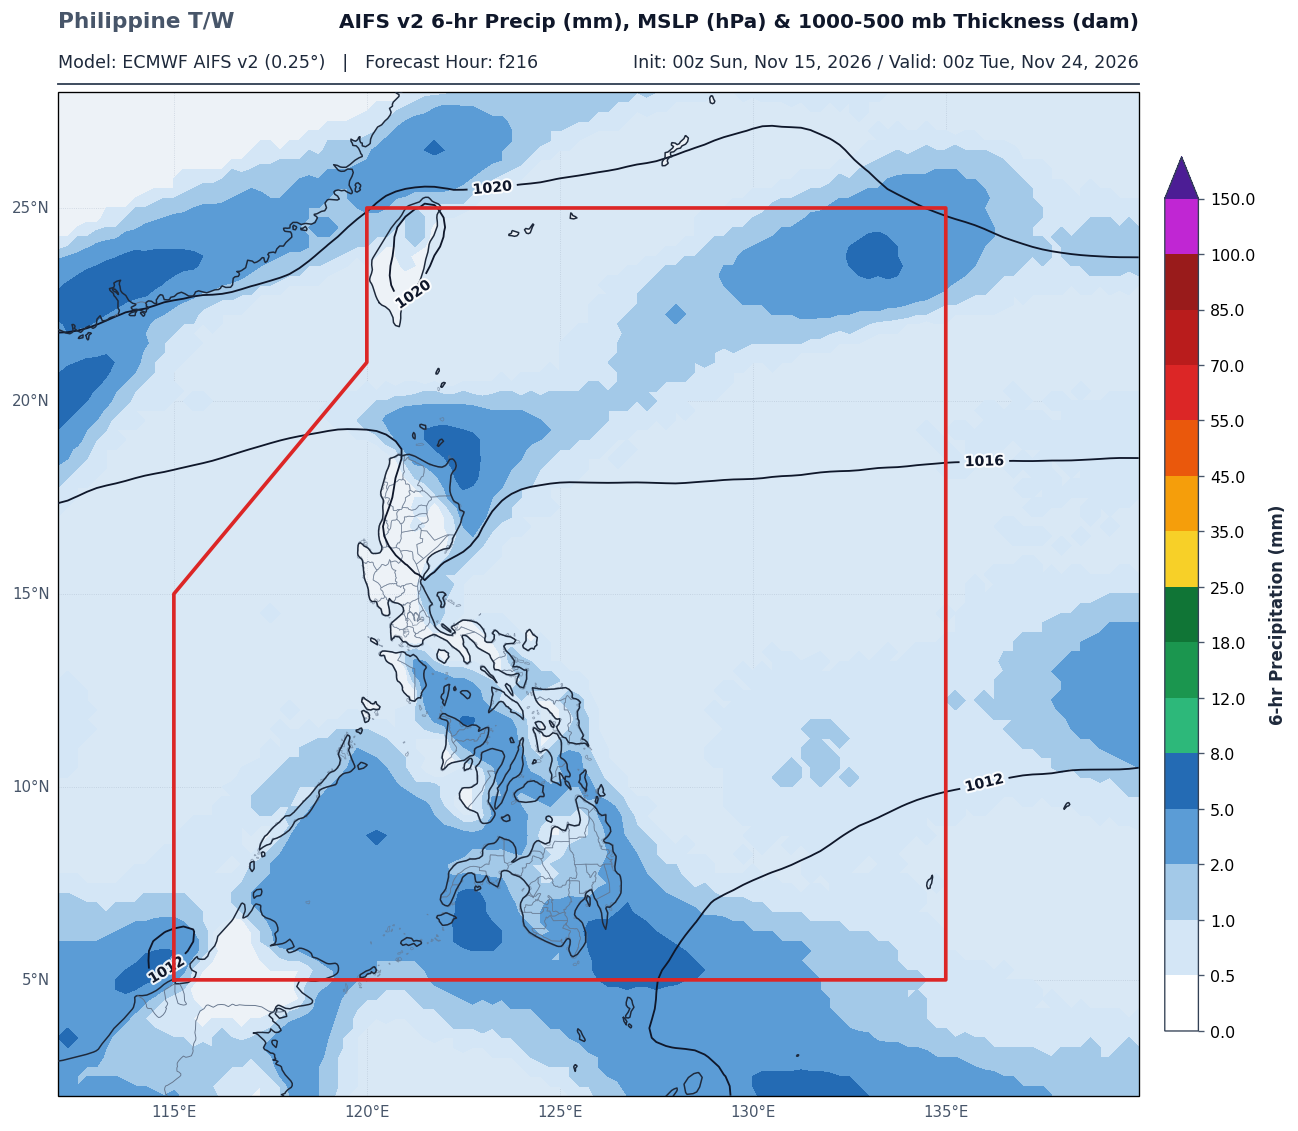 Philippine T/W
AIFS v2 6-hr Precip (mm), MSLP (hPa) & 1000-500 mb Thickness (dam)
Model: ECMWF AIFS v2 (0.25°) | Forecast Hour: f216
Init: 00z Sun, Nov 15, 2026 / Valid: 00z Tue, Nov 24, 2026
25°N
20°N
15°N
10°N
5°N
115°E
120°E
125°E
130°E
135°E
1020
1020
1016
1012
1012
150.0
100.0
85.0
70.0
55.0
45.0
35.0
25.0
18.0
12.0
8.0
5.0
2.0
1.0
0.5
0.0
6-hr Precipitation (mm)